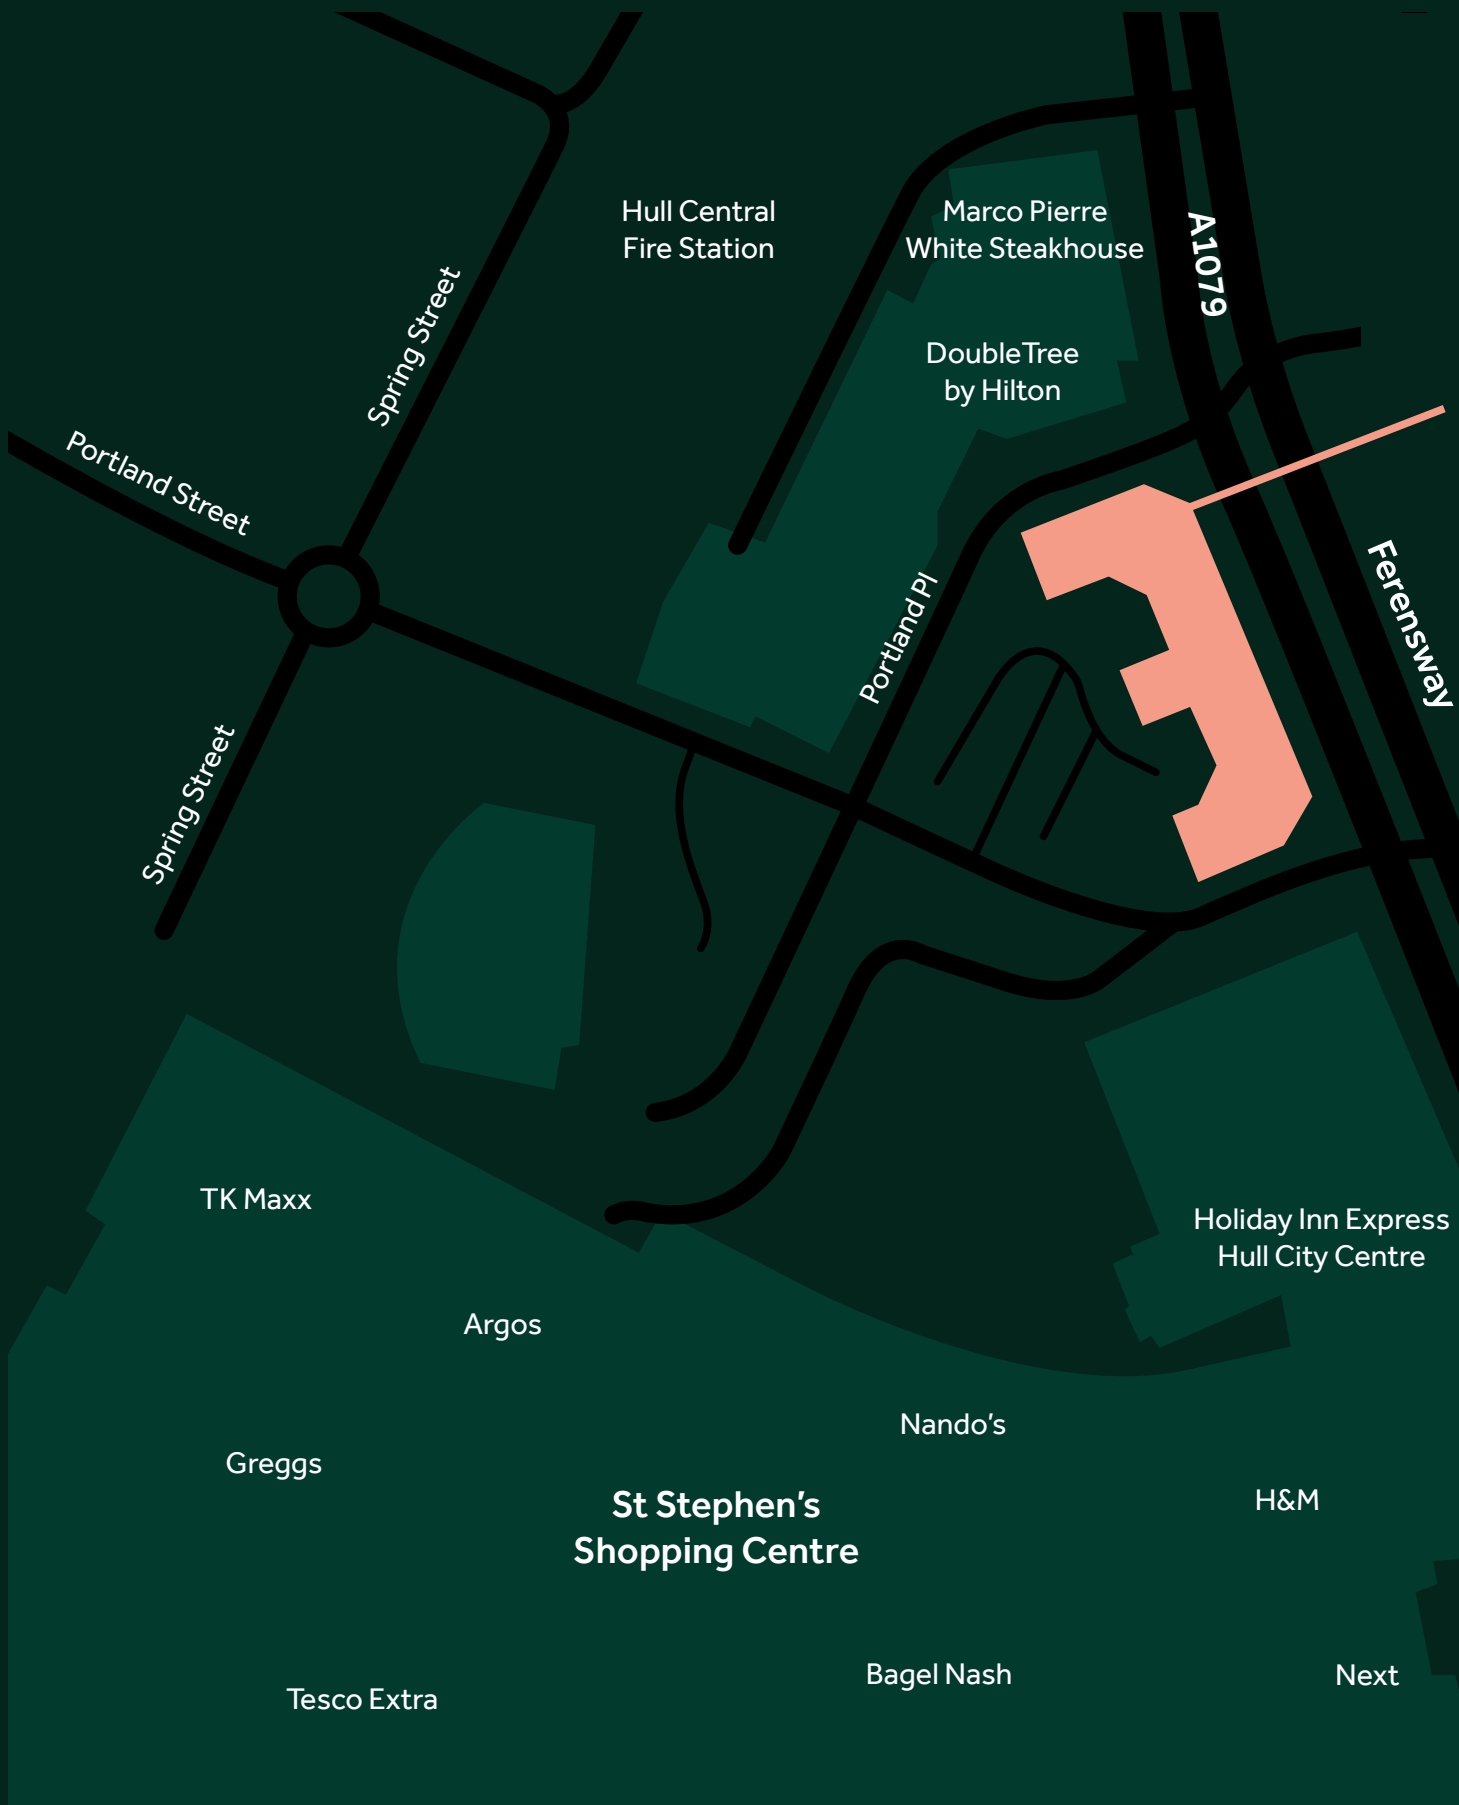 Hull Central
Fire Station
Marco Pierre
White Steakhouse
A1079
Spring Street
DoubleTree
by Hilton
Portland Street
Portland Pl
Ferensway
Spring Street
TK Maxx
Holiday Inn Express
Hull City Centre
Argos
Nando's
Greggs
St Stephen's
Shopping Centre
H&M
Bagel Nash
Next
Tesco Extra